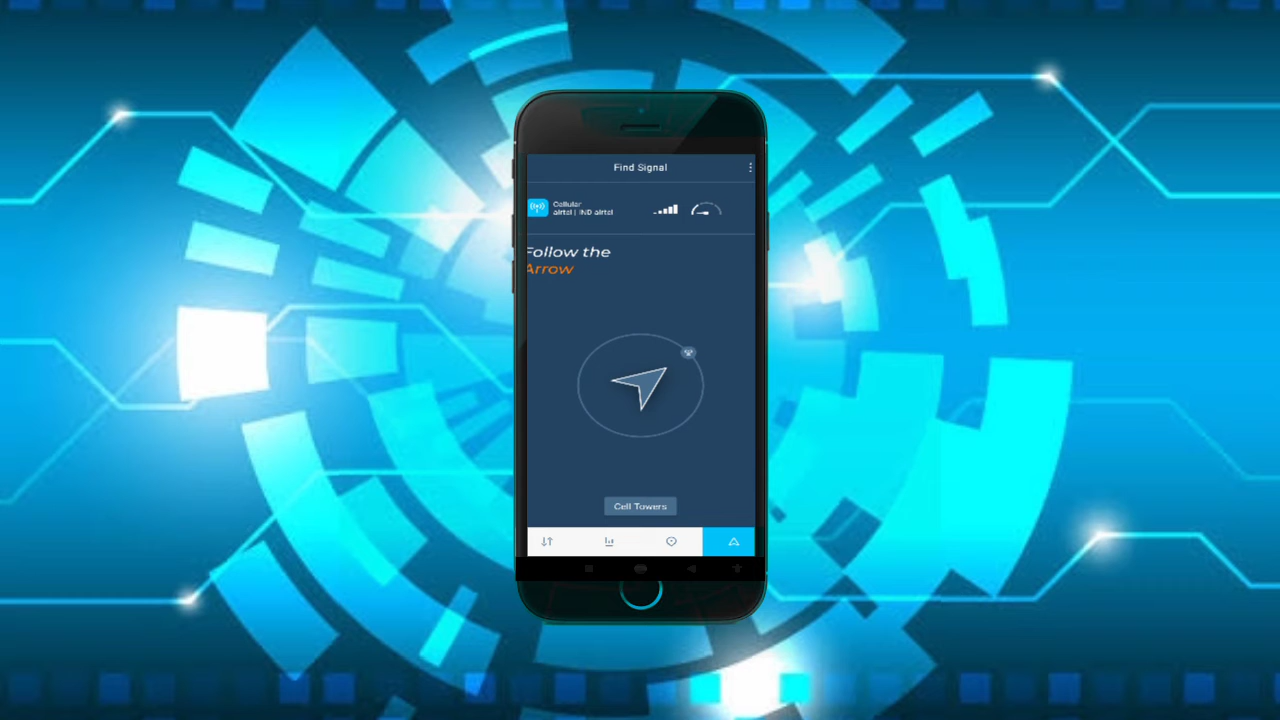 Find Signal
Cellular
airtel | IND airtel
Follow the
Arrow
Cell Towers